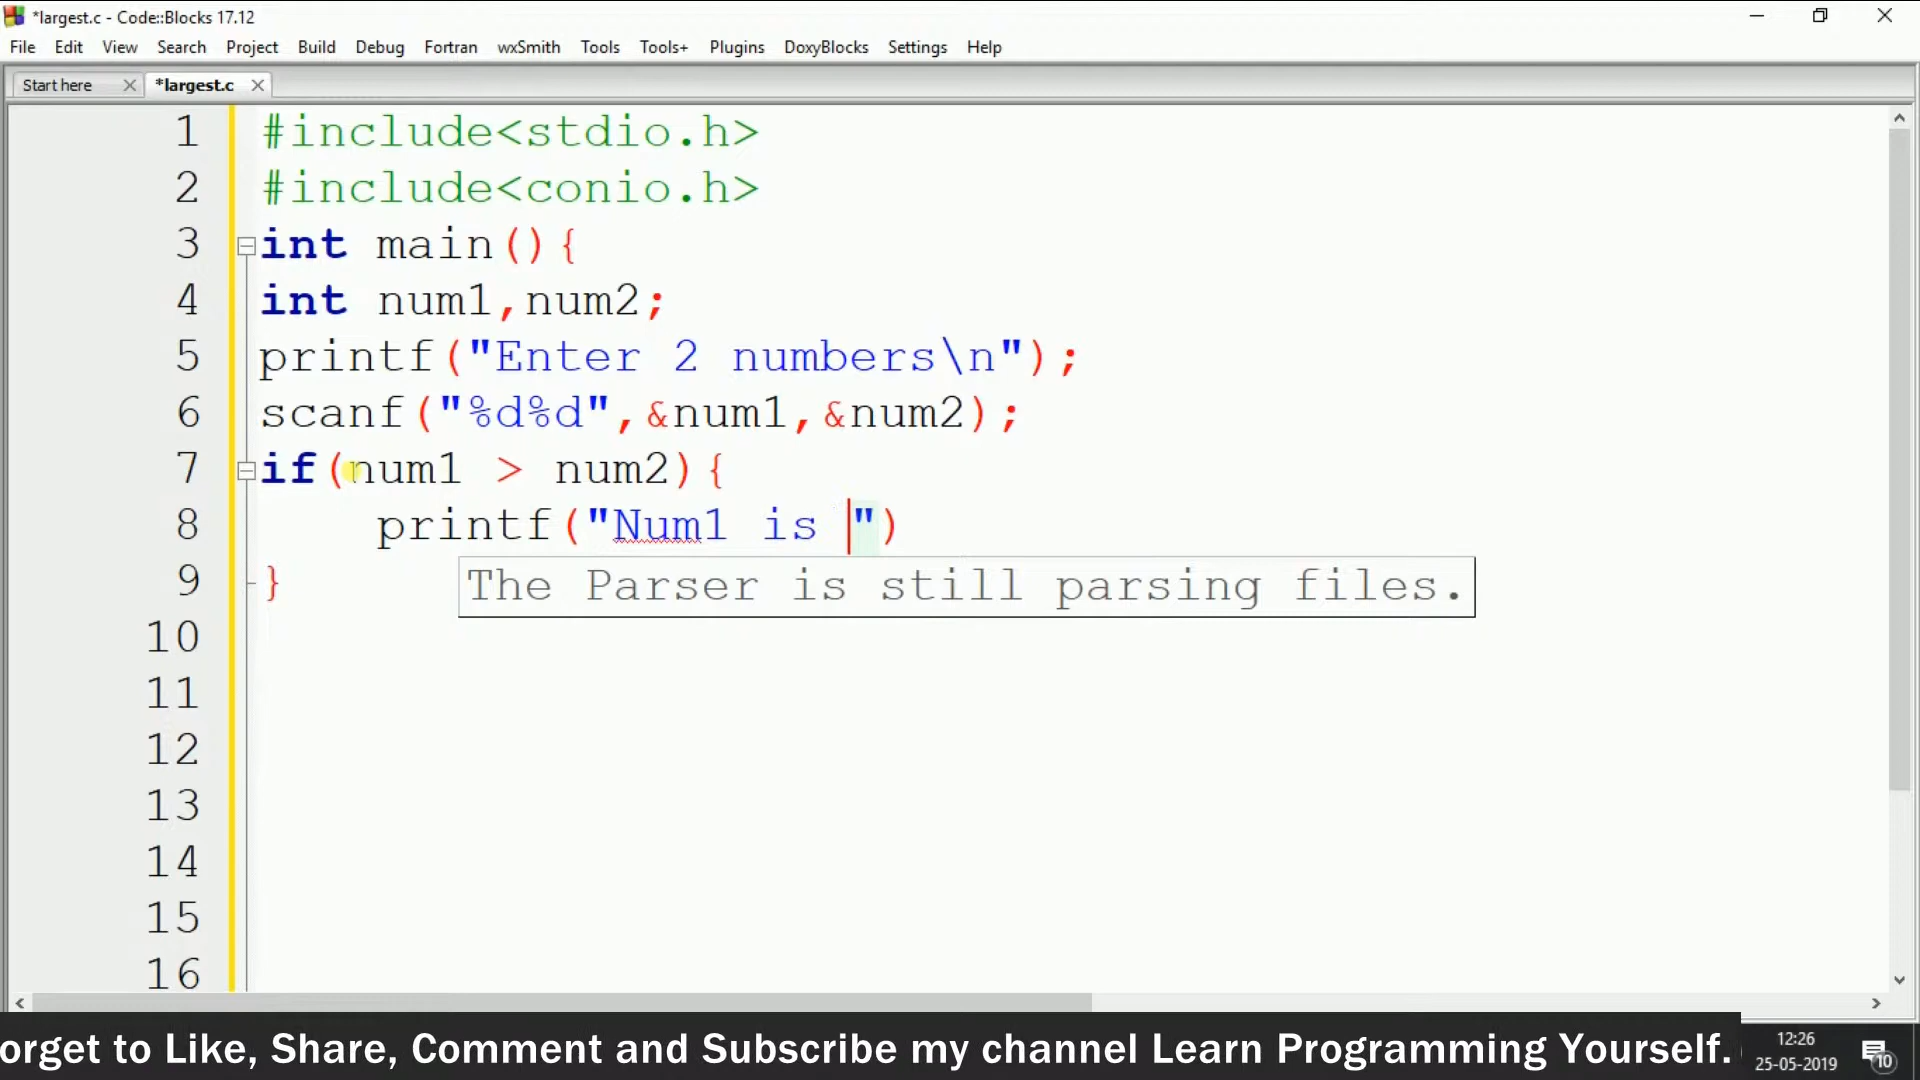 *largest.c - Code::Blocks 17.12
File Edit View Search Project Build Debug Fortran wxSmith Tools Tools+ Plugins DoxyBlocks Settings Help
Start here *largest.c
1 #include<stdio.h>
2 #include<conio.h>
3 int main(){
4 int num1,num2;
5 printf("Enter 2 numbers\n");
6 scanf("%d%d",&num1,&num2);
7 if(num1 > num2){
8 printf("Num1 is ")
The Parser is still parsing files.
9 }
10
11
12
13
14
15
16
orget to Like, Share, Comment and Subscribe my channel Learn Programming Yourself.
12:26
25-05-2019
10